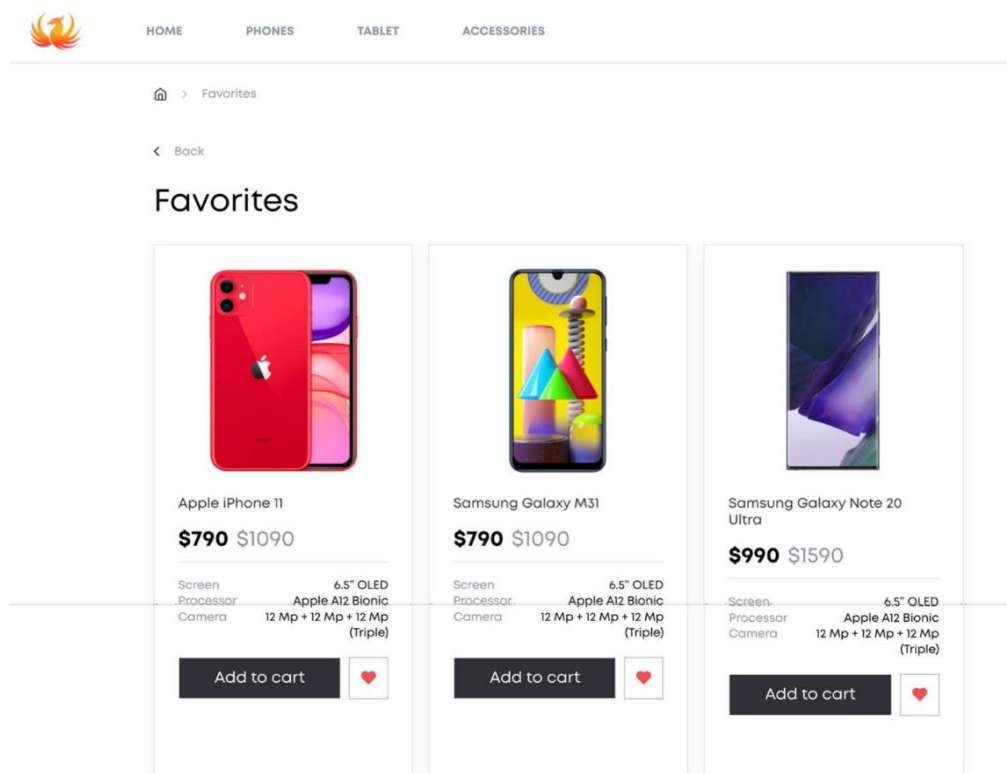 HOME PHONES TABLET ACCESSORIES
Favorites
Back
Favorites
Apple iPhone 11
$790 $1090
Screen 6.5" OLED
Processor Apple A12 Bionic
Camera 12 Mp + 12 Mp + 12 Mp
(Triple)
Add to cart
Samsung Galaxy M31
$790 $1090
Screen 6.5" OLED
Processor Apple A12 Bionic
Camera 12 Mp + 12 Mp + 12 Mp
(Triple)
Add to cart
Samsung Galaxy Note 20
Ultra
$990 $1590
Screen 6.5" OLED
Processor Apple A12 Bionic
Camera 12 Mp + 12 Mp + 12 Mp
(Triple)
Add to cart